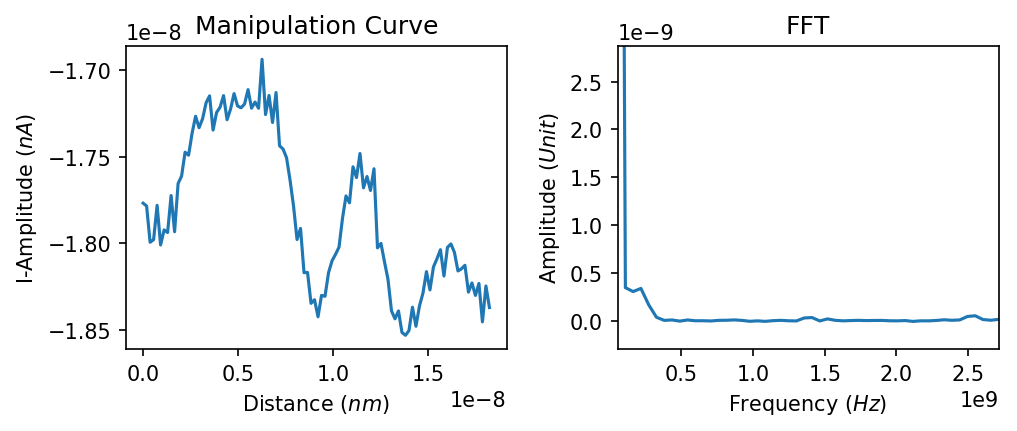 Manipulation Curve
1e−8
−1.70
−1.75
−1.80
−1.85
I-Amplitude (nA)
0.0 0.5 1.0 1.5
1e−8
Distance (nm)
FFT
1e−9
2.5
2.0
1.5
1.0
0.5
0.0
Amplitude (Unit)
0.5 1.0 1.5 2.0 2.5
1e9
Frequency (Hz)